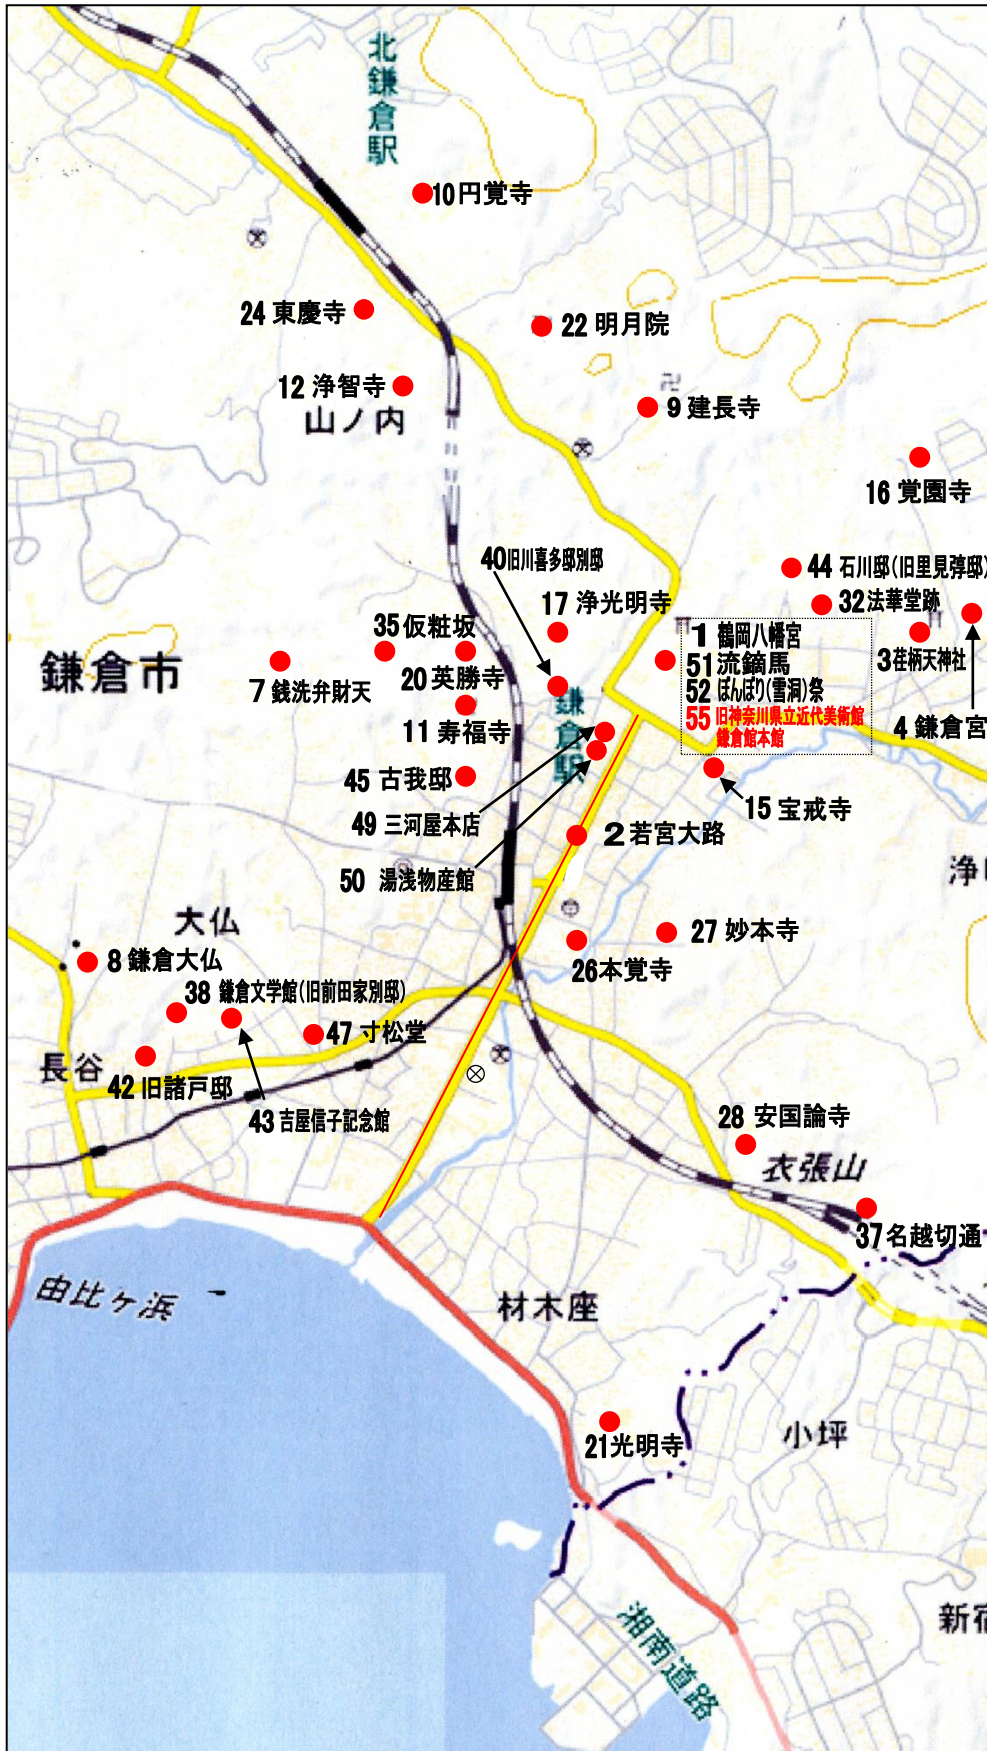 北鎌倉駅
10円覚寺
24 東慶寺
22 明月院
12 浄智寺
山ノ内
9 建長寺
16 覚園寺
40旧川喜多邸別邸
44 石川邸(旧里見弴邸)
17 浄光明寺
32法華堂跡
35仮粧坂
1 鶴岡八幡宮
鎌倉市
7 銭洗弁財天
20 英勝寺
51流鏑馬
3荏柄天神社
52 ぼんぼり(雪洞)祭
鎌倉駅
11 寿福寺
55 旧神奈川県立近代美術館
鎌倉館本館
4 鎌倉宮
45 古我邸
15 宝戒寺
49 三河屋本店
2 若宮大路
50 湯浅物産館
浄
大仏
27 妙本寺
8 鎌倉大仏
26本覚寺
38 鎌倉文学館(旧前田家別邸)
47 寸松堂
長谷
42 旧諸戸邸
43 吉屋信子記念館
28 安国論寺
衣張山
37名越切通
由比ヶ浜
材木座
21光明寺
小坪
湘南道路
新宿